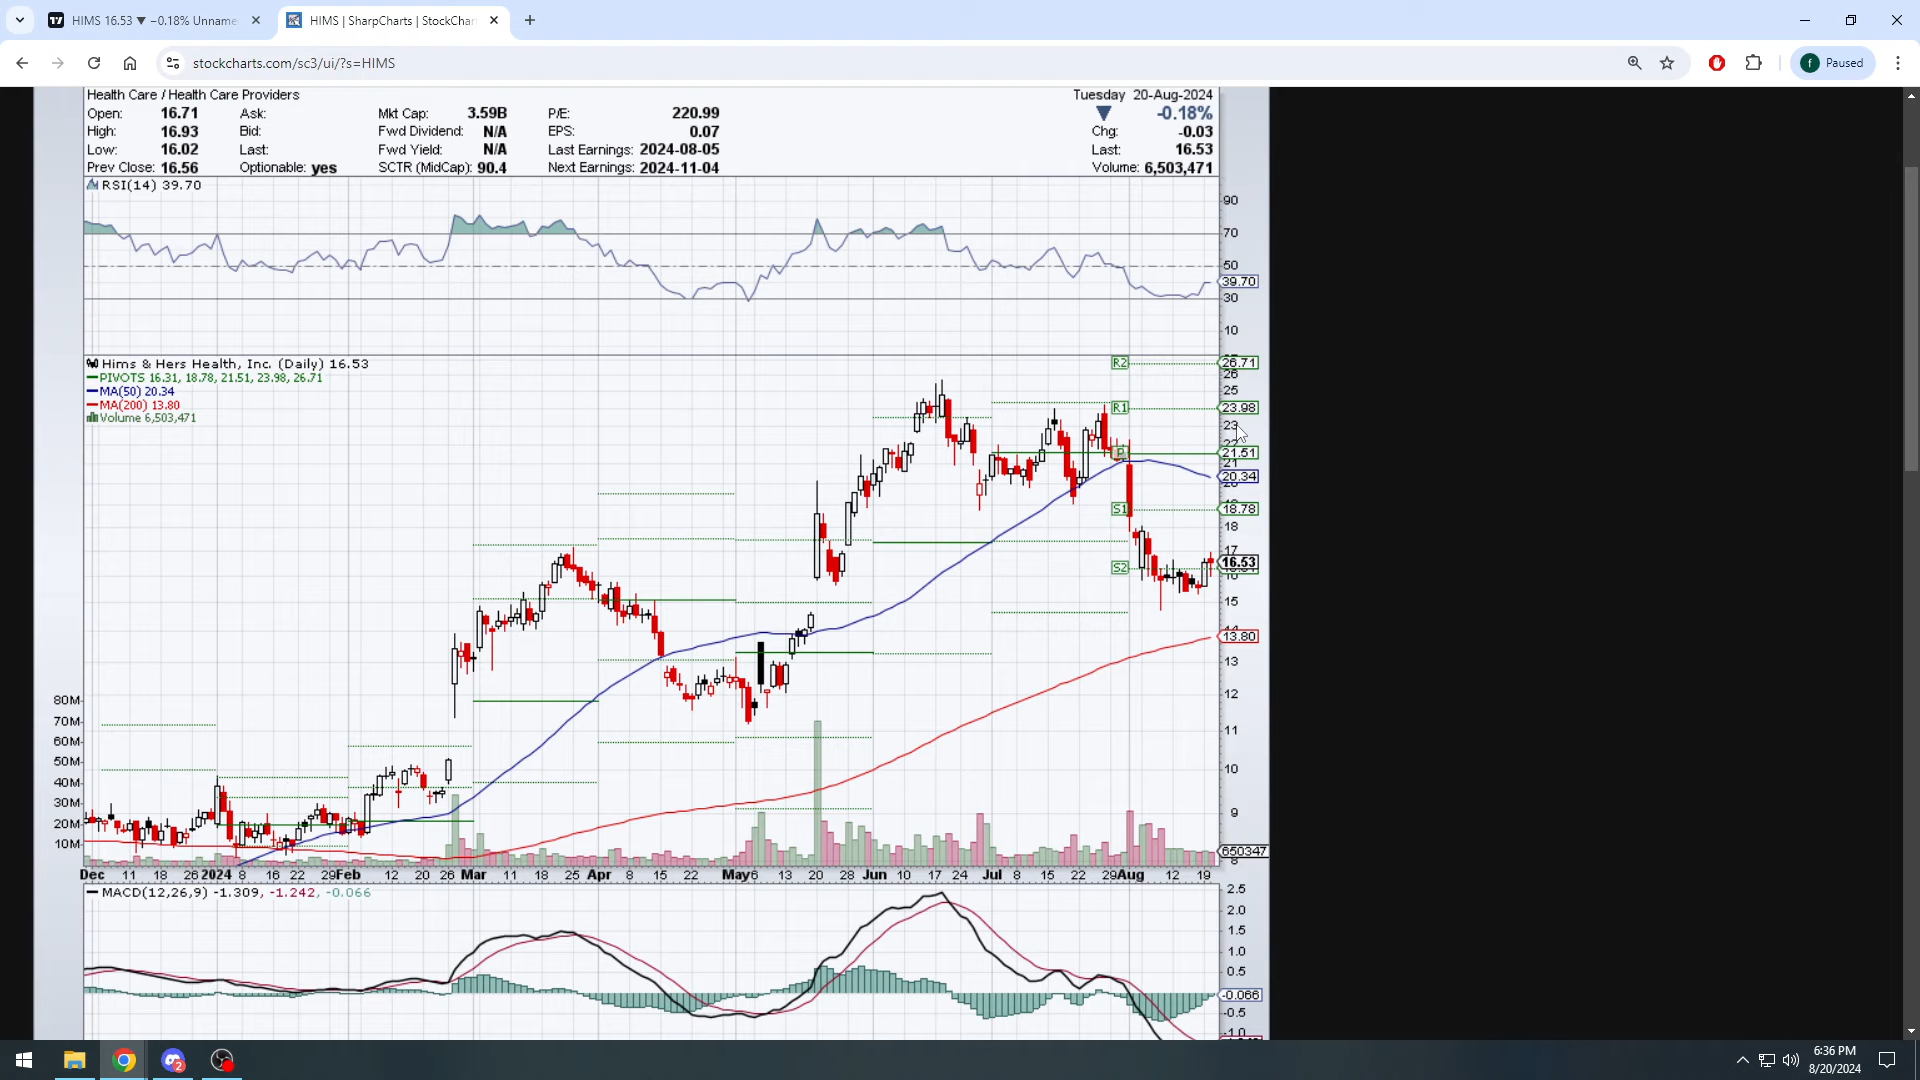 HIMS 16.53 ▼ −0.18% Unname
HIMS | SharpCharts | StockChar
stockcharts.com/sc3/ui/?s=HIMS
f Paused
Health Care / Health Care Providers
Tuesday 20-Aug-2024
Open: 16.71 Ask: Mkt Cap: 3.59B P/E: 220.99 ▼ -0.18%
High: 16.93 Bid: Fwd Dividend: N/A EPS: 0.07 Chg: -0.03
Low: 16.02 Last: Fwd Yield: N/A Last Earnings: 2024-08-05 Last: 16.53
Prev Close: 16.56 Optionable: yes SCTR (MidCap): 90.4 Next Earnings: 2024-11-04 Volume: 6,503,471
RSI(14) 39.70
90
70
50
39.70
30
10
Hims & Hers Health, Inc. (Daily) 16.53
PIVOTS 16.31, 18.78, 21.51, 23.98, 26.71
MA(50) 20.34
MA(200) 13.80
Volume 6,503,471
R2 26.71
26
25
R1 23.98
23
22
P 21.51
21
20.34
S1 18.78
18
17
16.53
S2
16
15
13.80
13
12
11
80M
70M
60M
50M
10
40M
30M
9
20M
10M
650347
8
Dec 11 18 26 2024 8 16 22 29 Feb 12 20 26 Mar 11 18 25 Apr 8 15 22 May 6 13 20 28 Jun 10 17 24 Jul 8 15 22 29 Aug 12 19
MACD(12,26,9) -1.309, -1.242, -0.066
2.5
2.0
1.5
1.0
0.5
-0.066
-0.5
-1.0
2
6:36 PM
8/20/2024